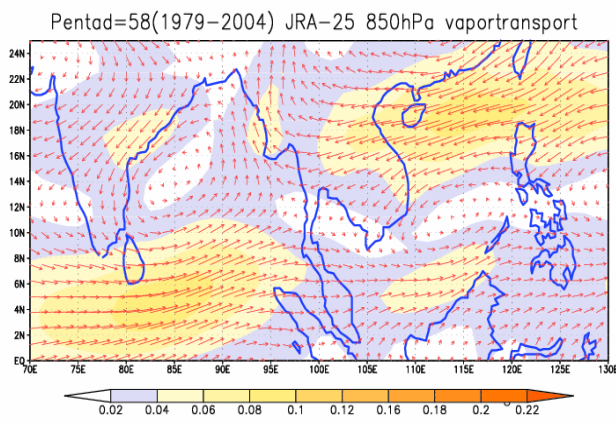 Pentad=58(1979-2004) JRA-25 850hPa vaportransport
24N
22N
20N
18N
16N
14N
12N
10N
8N
6N
4N
2N
EQ
70E 75E 80E 85E 90E 95E 100E 105E 110E 115E 120E 125E 130E
0.02 0.04 0.06 0.08 0.1 0.12 0.16 0.18 0.2 0.22